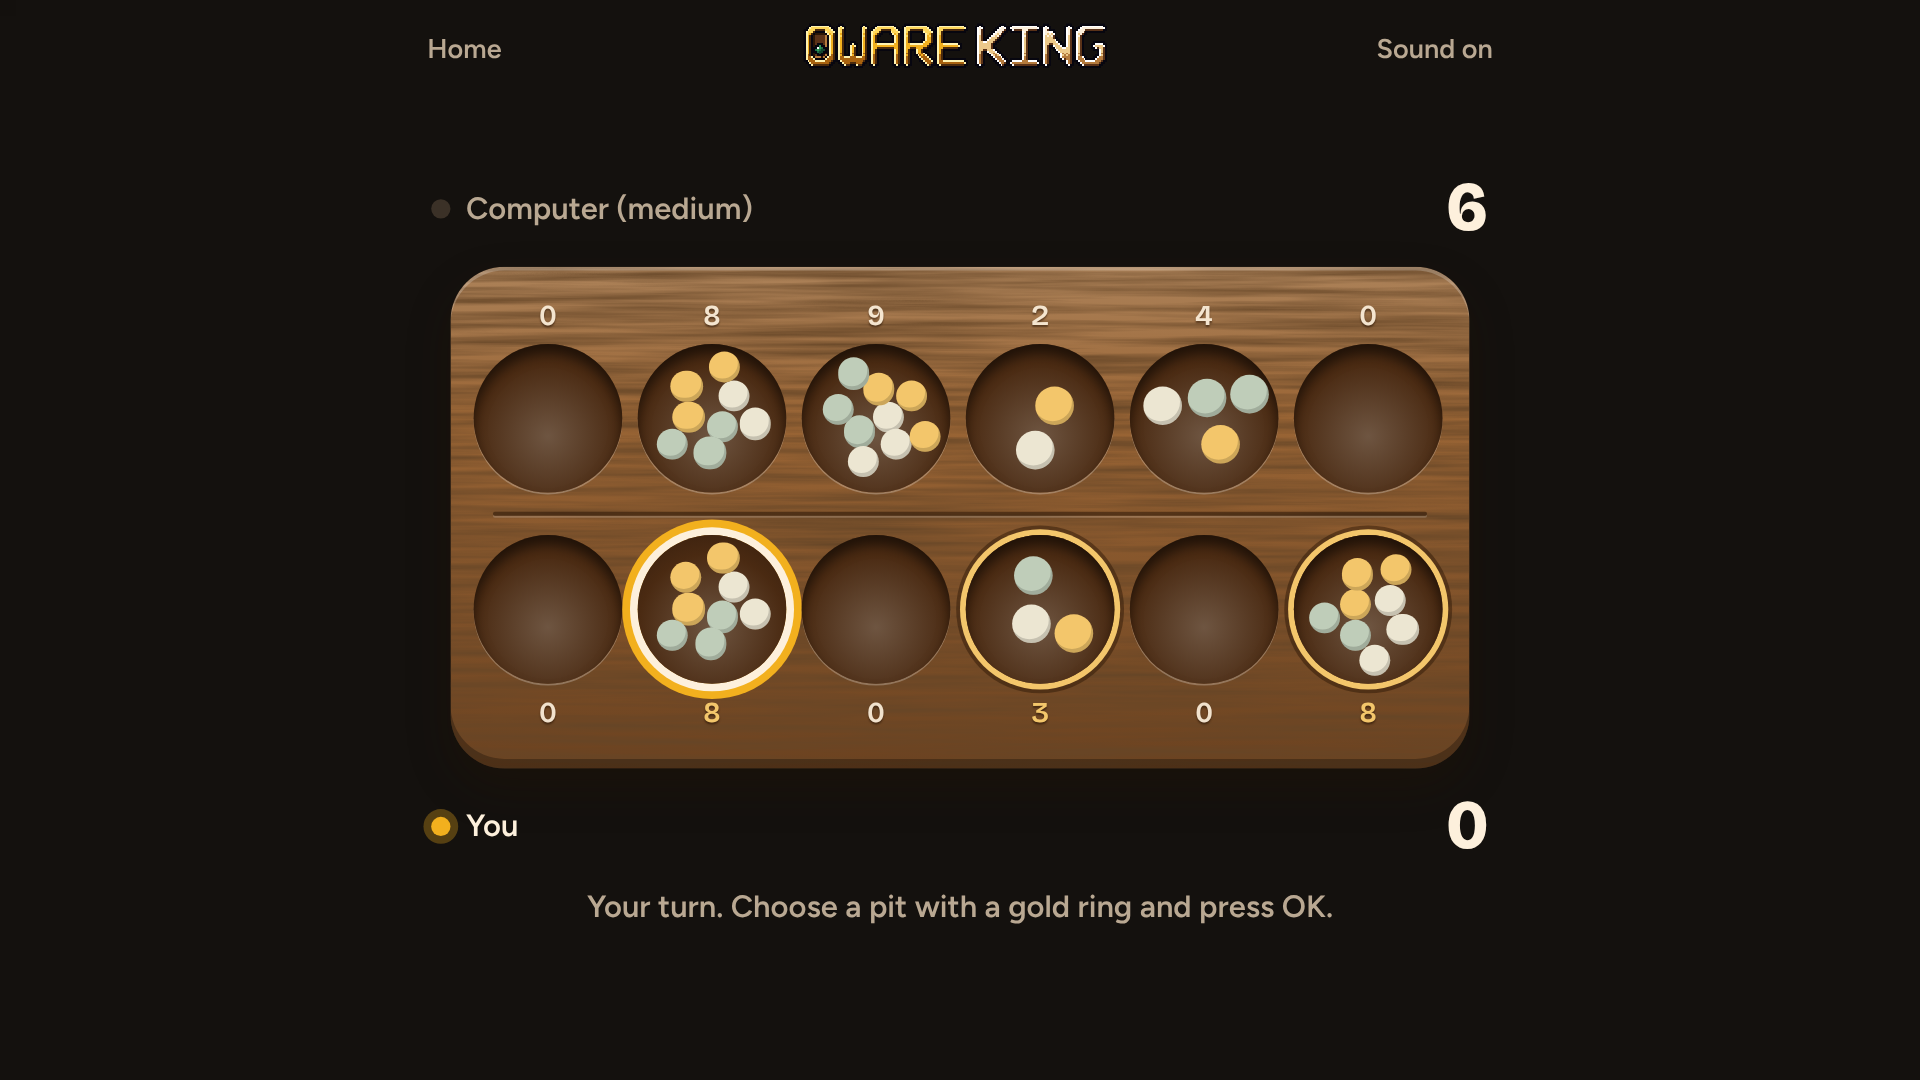 Home
OWARE KING
Sound on
Computer (medium)
6
0 8 9 2 4 0
0 8 0 3 0 8
You
0
Your turn. Choose a pit with a gold ring and press OK.